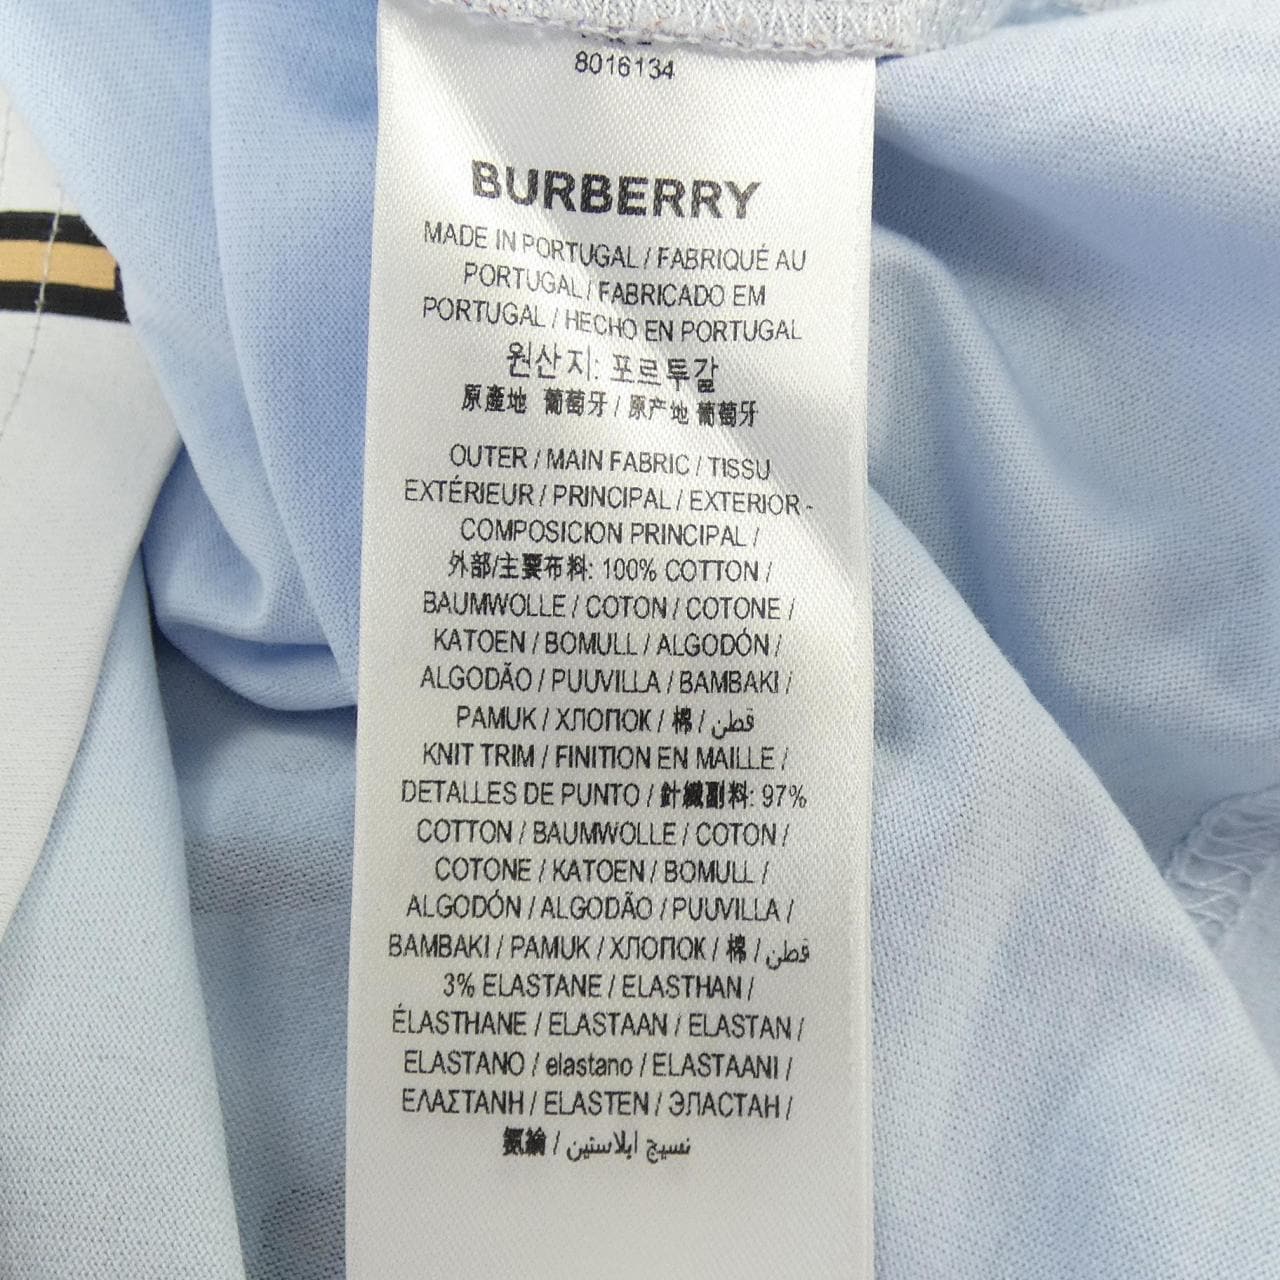 8016134
BURBERRY
MADE IN PORTUGAL / FABRIQUÉ AU
PORTUGAL / FABRICADO EM
PORTUGAL / HECHO EN PORTUGAL
원산지: 포르투갈
原產地 葡萄牙 / 原产地 葡萄牙
OUTER / MAIN FABRIC / TISSU
EXTÉRIEUR / PRINCIPAL / EXTERIOR -
COMPOSICION PRINCIPAL /
外部/主要布料: 100% COTTON /
BAUMWOLLE / COTON / COTONE /
KATOEN / BOMULL / ALGODÓN /
ALGODÃO / PUUVILLA / BAMBAKI /
PAMUK / ХЛОПОК / 棉 / قطن
KNIT TRIM / FINITION EN MAILLE /
DETALLES DE PUNTO / 針織副料: 97%
COTTON / BAUMWOLLE / COTON /
COTONE / KATOEN / BOMULL /
ALGODÓN / ALGODÃO / PUUVILLA /
BAMBAKI / PAMUK / ХЛОПОК / 棉 / قطن
3% ELASTANE / ELASTHAN /
ÉLASTHANE / ELASTAAN / ELASTAN /
ELASTANO / elastano / ELASTAANI /
ΕΛΑΣΤΑΝΗ / ELASTEN / ЭЛАСТАН /
氨綸 / نسيج ايلاستين